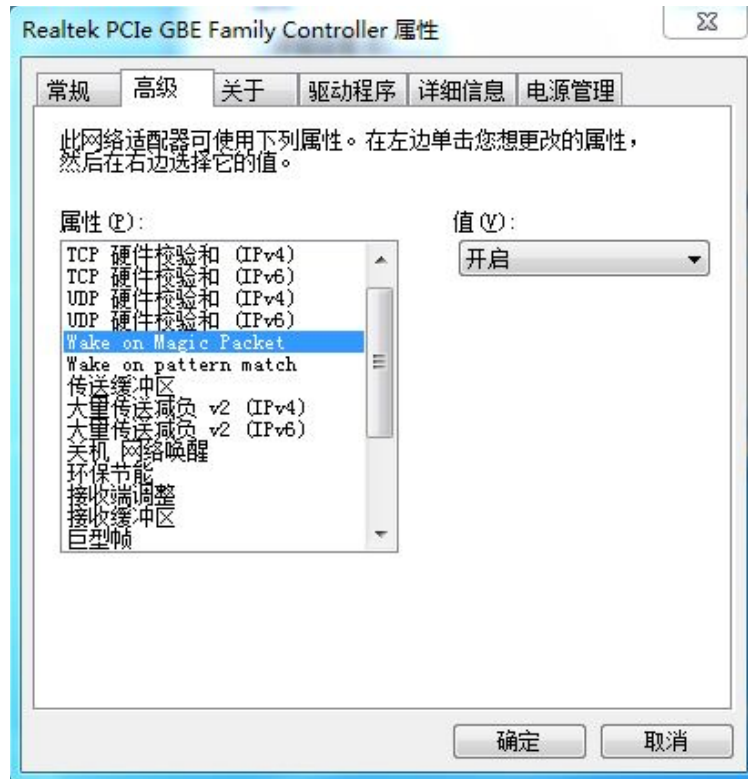 Realtek PCIe GBE Family Controller 属性
常规 高级 关于 驱动程序 详细信息 电源管理
此网络适配器可使用下列属性。在左边单击您想更改的属性，
然后在右边选择它的值。
属性(P): 值(V):
开启
TCP 硬件校验和 (IPv4)
TCP 硬件校验和 (IPv6)
UDP 硬件校验和 (IPv4)
UDP 硬件校验和 (IPv6)
Wake on Magic Packet
Wake on pattern match
传送缓冲区
大量传送减负 v2 (IPv4)
大量传送减负 v2 (IPv6)
关机 网络唤醒
环保节能
接收端调整
接收缓冲区
巨型帧
确定 取消